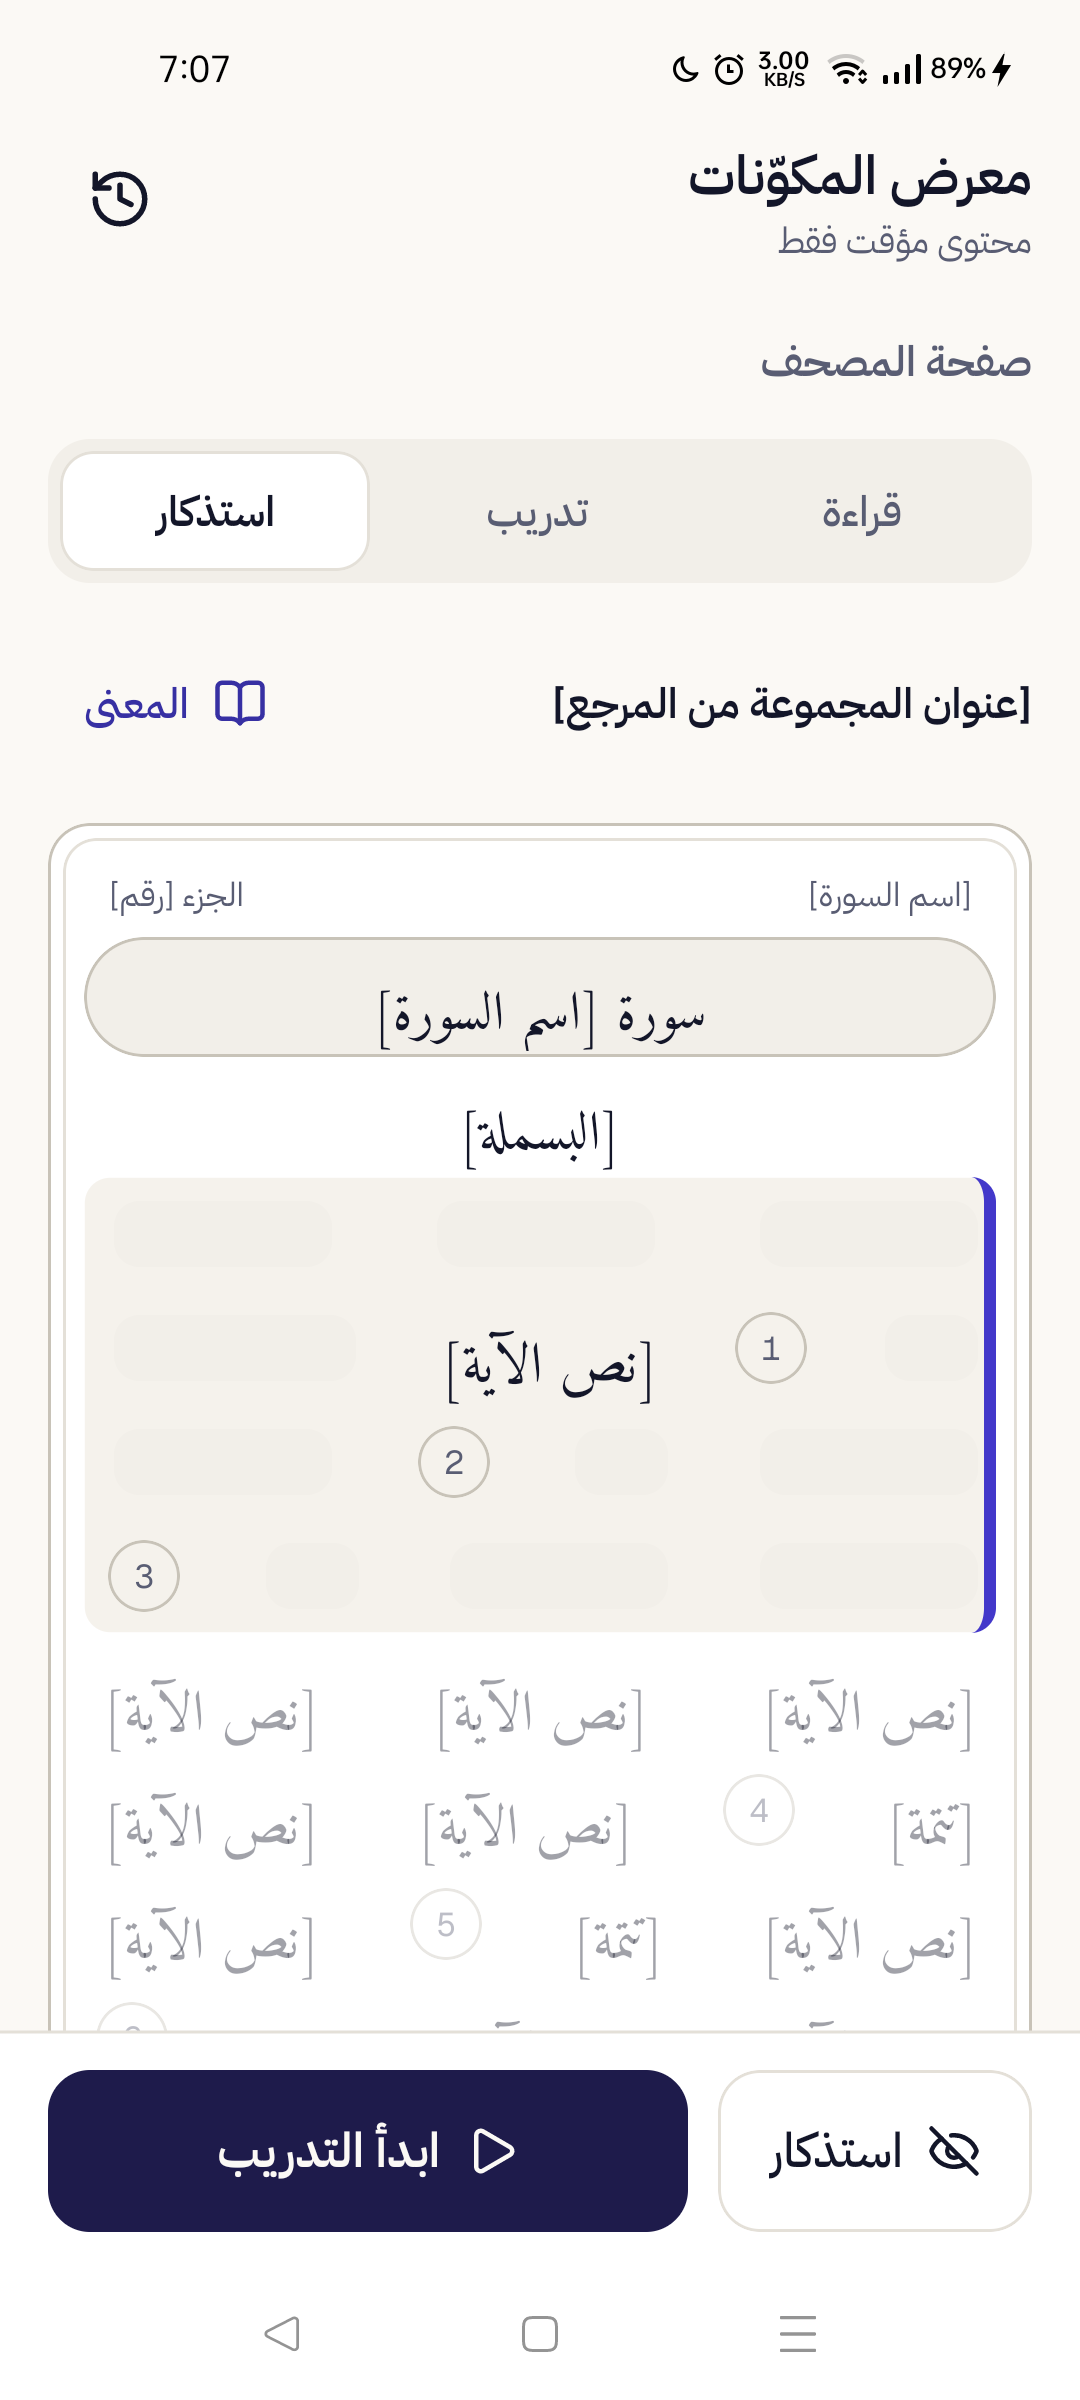 7:07 3.00 KB/S 89%
معرض المكوّنات
محتوى مؤقت فقط
صفحة المصحف
قراءة تدريب استذكار
[عنوان المجموعة من المرجع] المعنى
[اسم السورة] الجزء [رقم]
سورة [اسم السورة]
[البسملة]
1 [نص الآية]
2
3
[نص الآية] [نص الآية] [نص الآية]
[تتمة] 4 [نص الآية] [نص الآية]
[نص الآية] [تتمة] 5 [نص الآية]
استذكار ابدأ التدريب